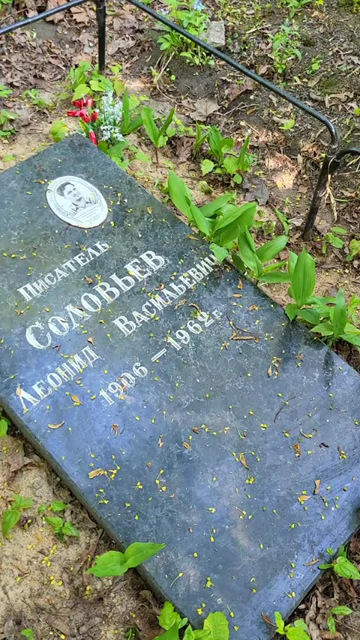 Писатель
Соловьев
Леонид Васильевич
1906 – 1962 г.